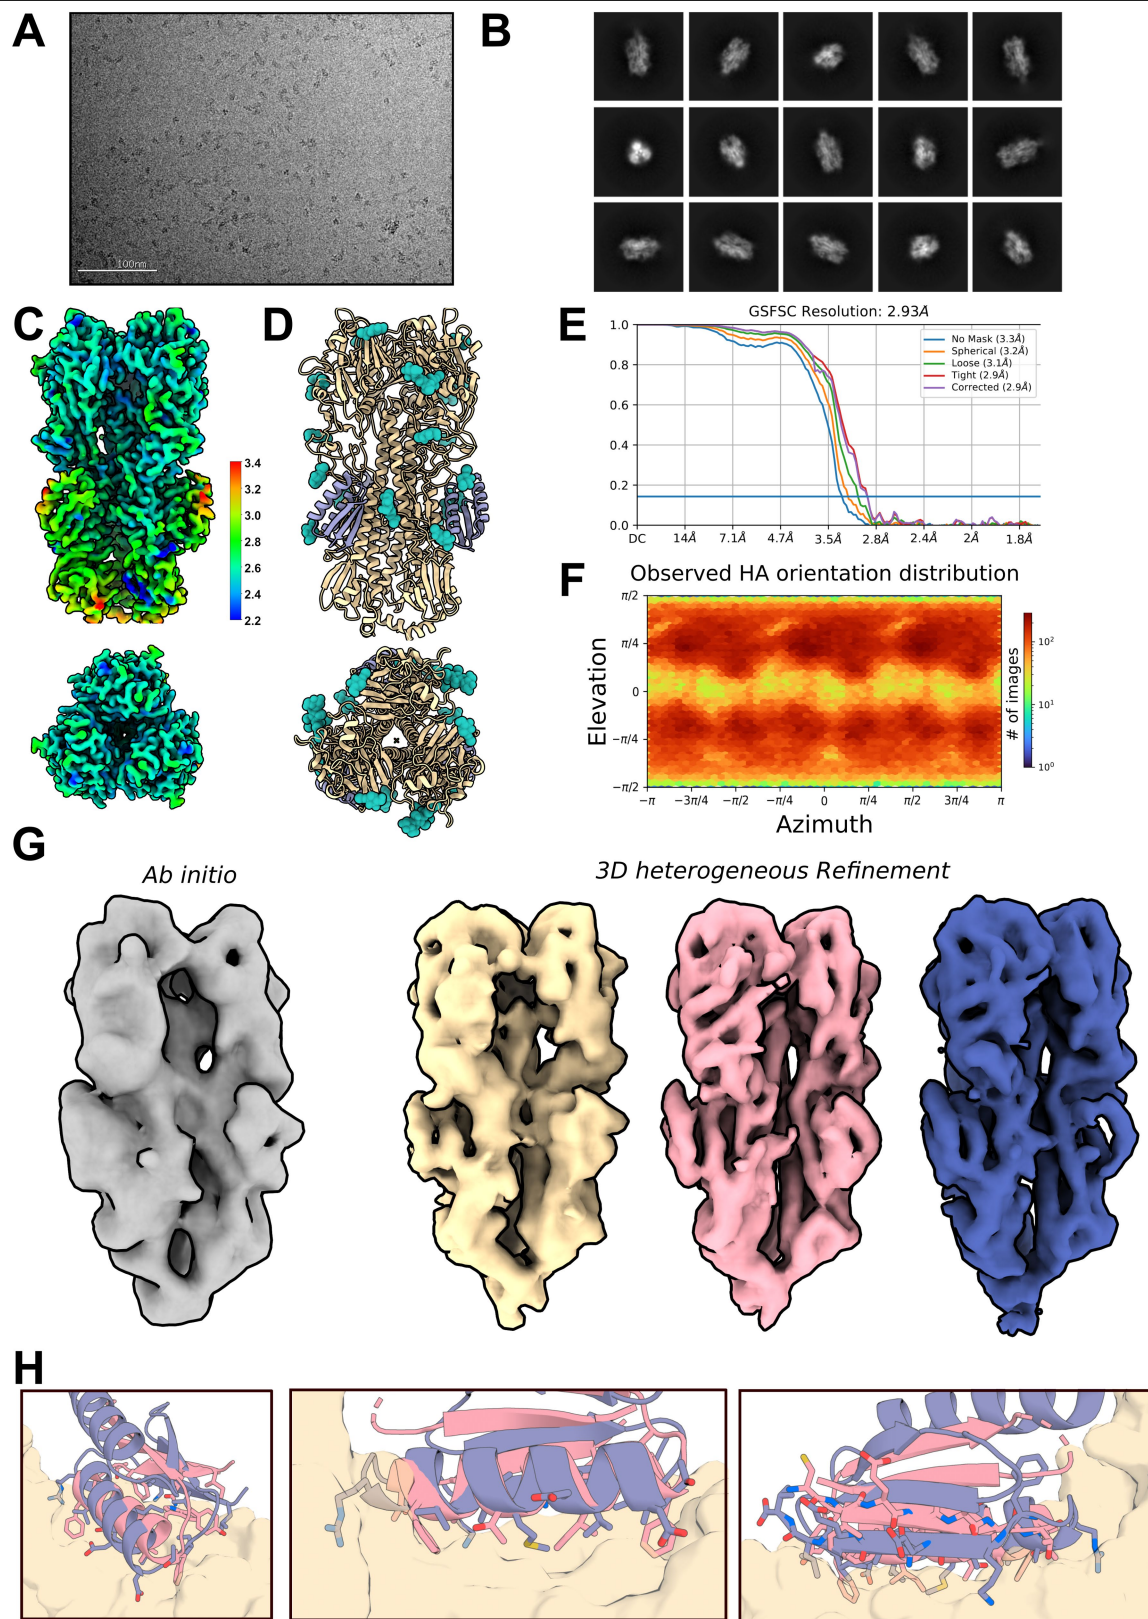 A
B
100nm
C
D
3.4
3.2
3.0
2.8
2.6
2.4
2.2
E
GSFSC Resolution: 2.93Å
1.0
0.8
0.6
0.4
0.2
0.0
No Mask (3.3Å)
Spherical (3.2Å)
Loose (3.1Å)
Tight (2.9Å)
Corrected (2.9Å)
DC 14Å 7.1Å 4.7Å 3.5Å 2.8Å 2.4Å 2Å 1.8Å
F
Observed HA orientation distribution
Elevation
π/2
π/4
0
−π/4
−π/2
−π −3π/4 −π/2 −π/4 0 π/4 π/2 3π/4 π
Azimuth
# of images
10²
10¹
10⁰
G
Ab initio
3D heterogeneous Refinement
H